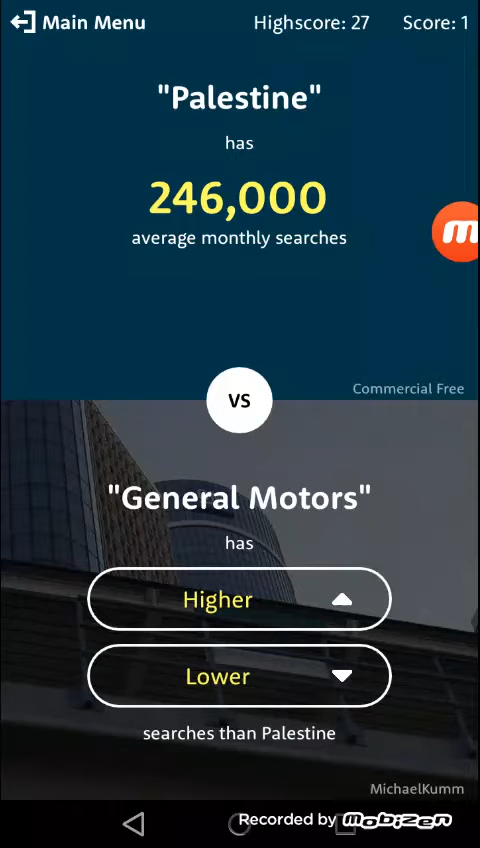 Main Menu Highscore: 27 Score: 1
"Palestine"
has
246,000
average monthly searches
m
Commercial Free
VS
"General Motors"
has
Higher
Lower
searches than Palestine
MichaelKumm
Recorded by Mobizen